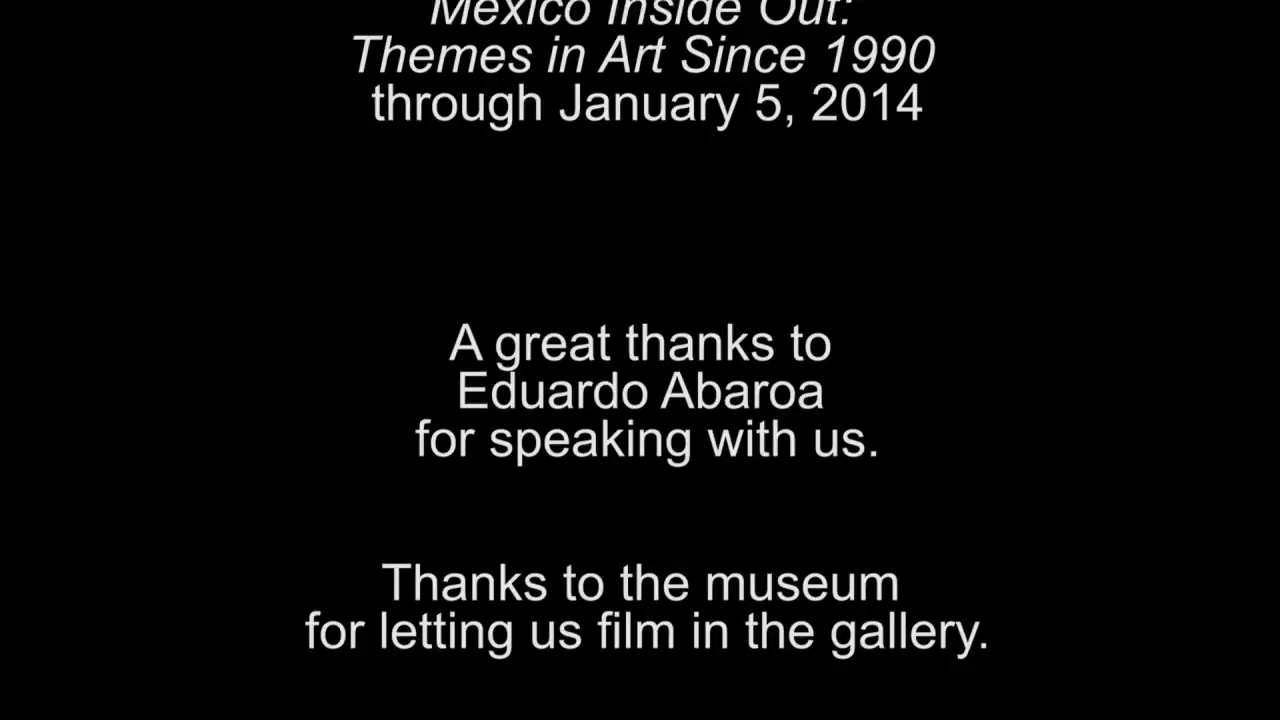 Mexico Inside Out:
Themes in Art Since 1990
through January 5, 2014
A great thanks to
Eduardo Abaroa
for speaking with us.
Thanks to the museum
for letting us film in the gallery.